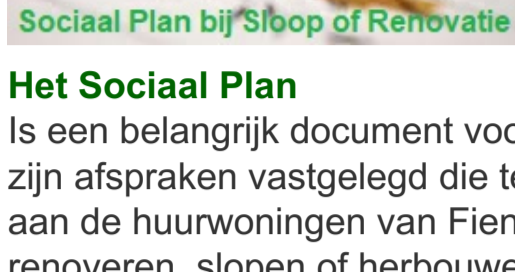 Sociaal Plan bij Sloop of Renovatie
Het Sociaal Plan
Is een belangrijk document
zijn afspraken vastgelegd die
aan de huurwoningen van
renoveren, slopen of